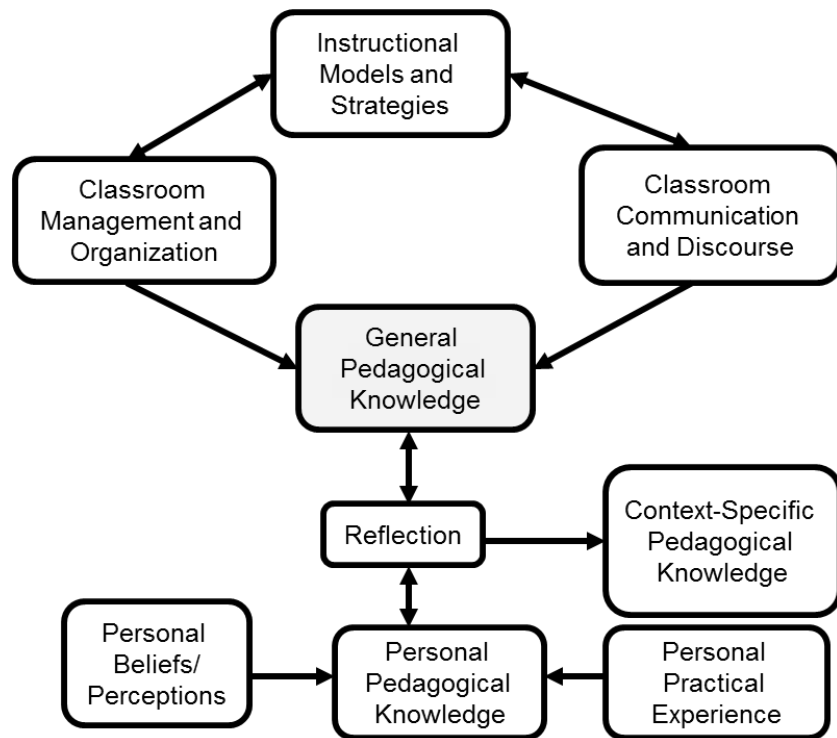 Instructional
Models and
Strategies
Classroom
Management and
Organization
Classroom
Communication
and Discourse
General
Pedagogical
Knowledge
Reflection
Context-Specific
Pedagogical
Knowledge
Personal
Beliefs/
Perceptions
Personal
Pedagogical
Knowledge
Personal
Practical
Experience